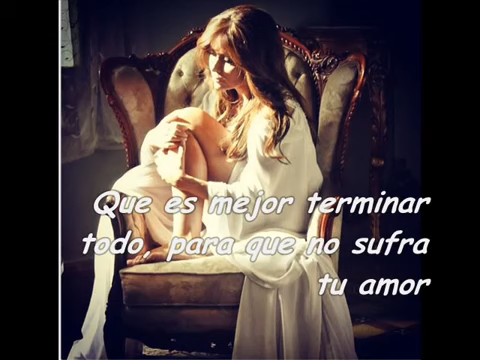 Que es mejor terminar
todo, para que no sufra
tu amor